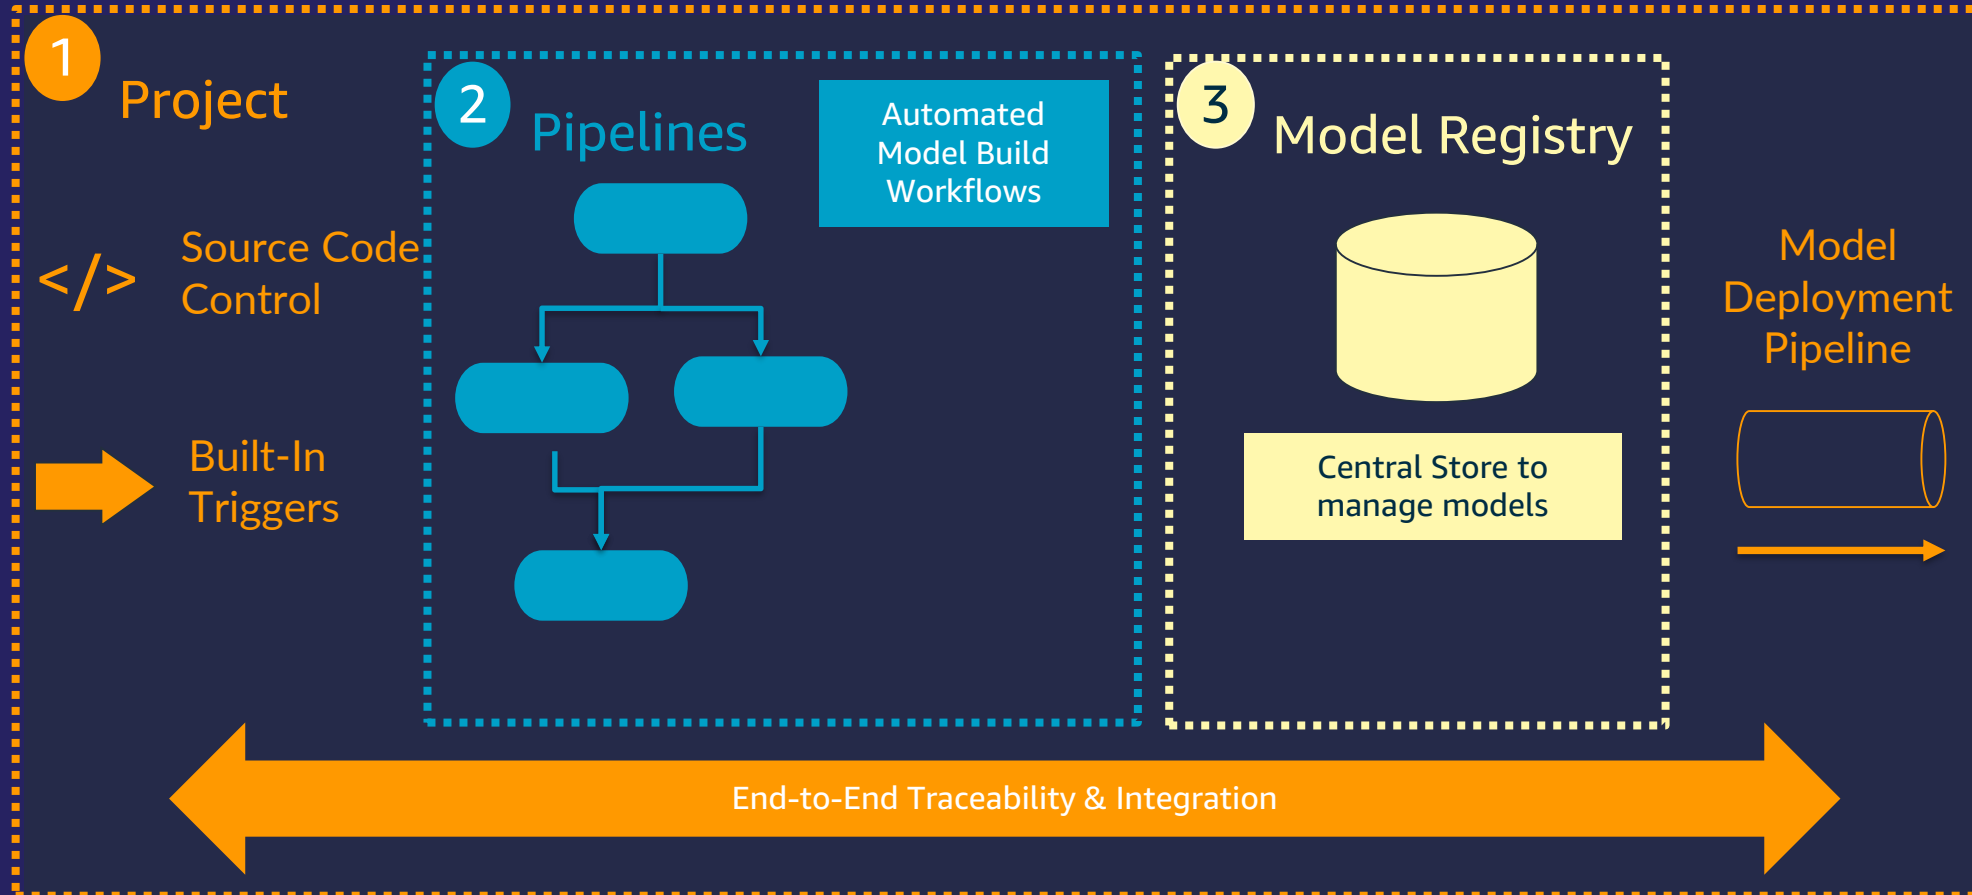 1
Project
</>
Source Code
Control
Built-In
Triggers
2
Pipelines
Automated
Model Build
Workflows
3
Model Registry
Central Store to
manage models
Model
Deployment
Pipeline
End-to-End Traceability & Integration